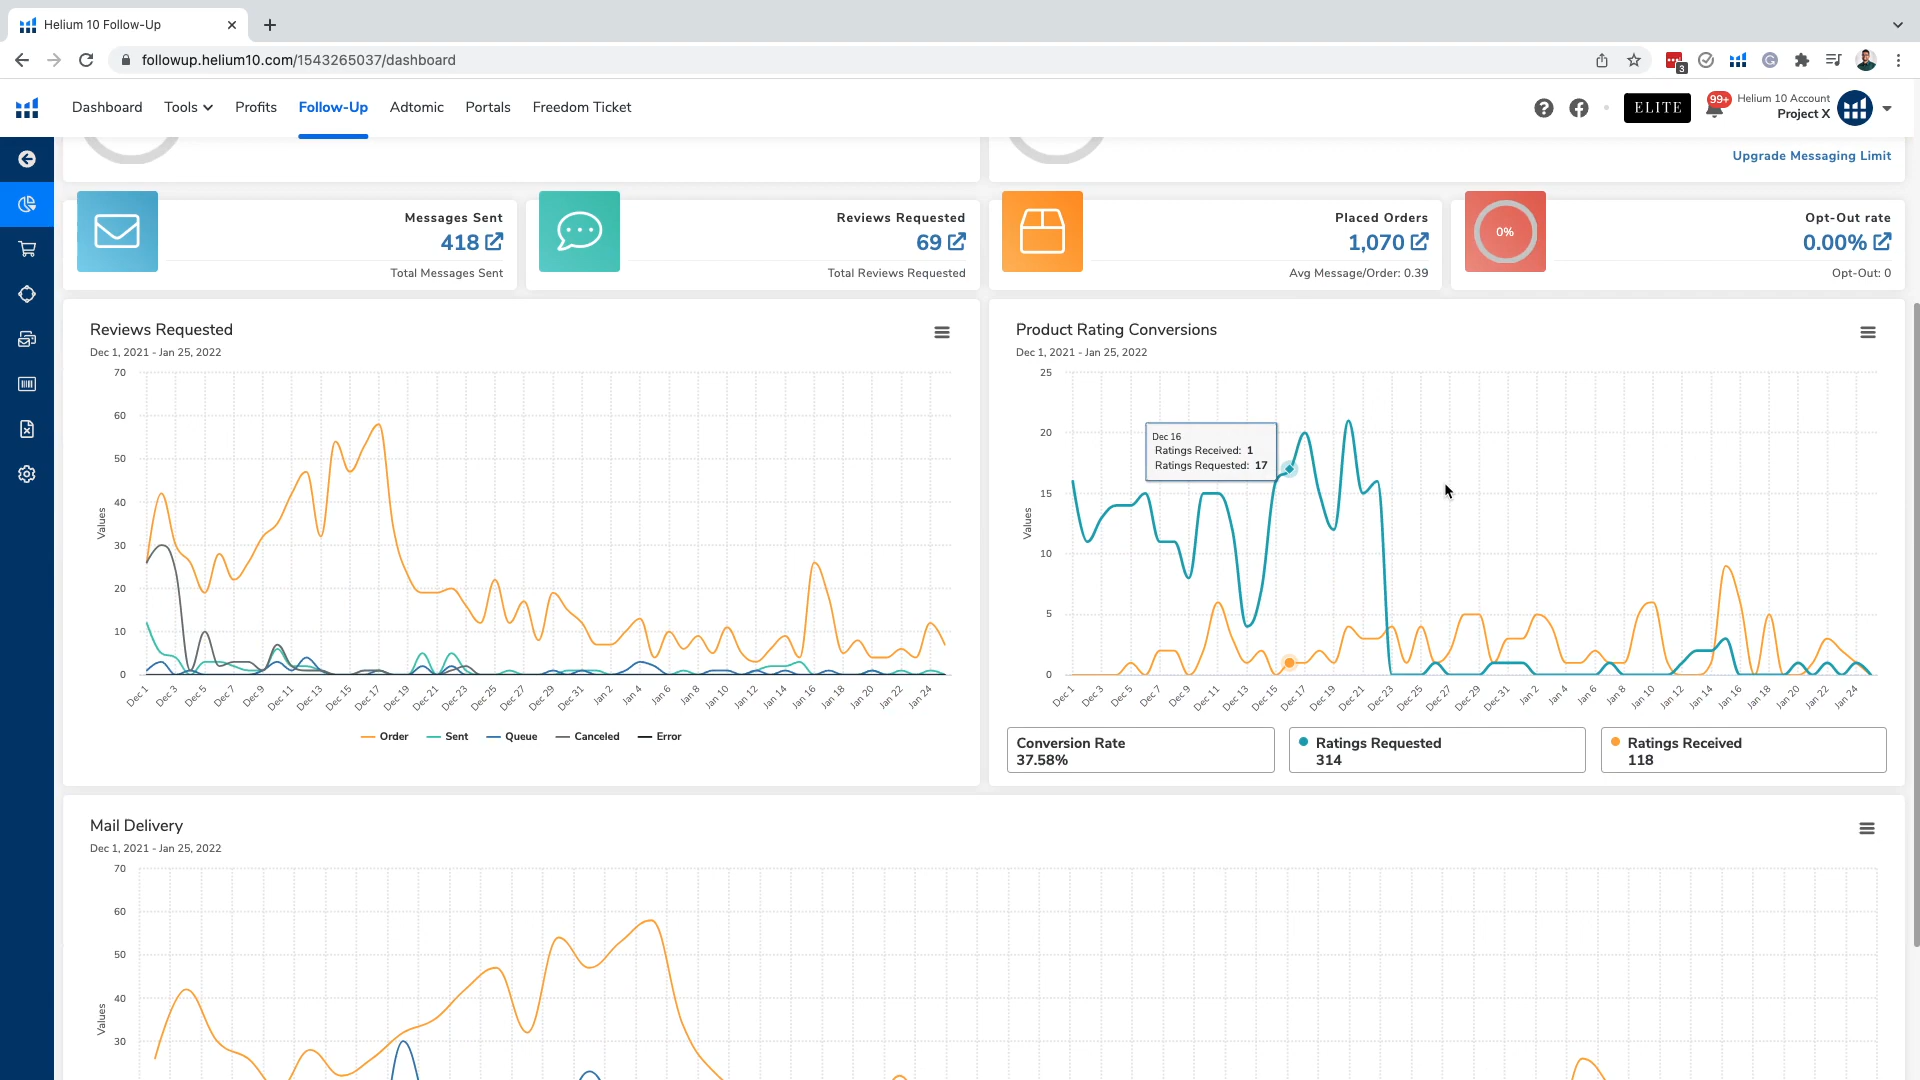 Helium 10 Follow-Up
followup.helium10.com/1543265037/dashboard
3
Dashboard Tools Profits Follow-Up Adtomic Portals Freedom Ticket
ELITE
99+
Helium 10 Account
Project X
Upgrade Messaging Limit
Messages Sent
418
Total Messages Sent
Reviews Requested
69
Total Reviews Requested
Placed Orders
1,070
Avg Message/Order: 0.39
0%
Opt-Out rate
0.00%
Opt-Out: 0
Reviews Requested
Dec 1, 2021 - Jan 25, 2022
70
60
50
40
30
20
10
0
Values
Dec 1 Dec 3 Dec 5 Dec 7 Dec 9 Dec 11 Dec 13 Dec 15 Dec 17 Dec 19 Dec 21 Dec 23 Dec 25 Dec 27 Dec 29 Dec 31 Jan 2 Jan 4 Jan 6 Jan 8 Jan 10 Jan 12 Jan 14 Jan 16 Jan 18 Jan 20 Jan 22 Jan 24
Order Sent Queue Canceled Error
Product Rating Conversions
Dec 1, 2021 - Jan 25, 2022
25
20
15
10
5
0
Values
Dec 16
Ratings Received: 1
Ratings Requested: 17
Dec 1 Dec 3 Dec 5 Dec 7 Dec 9 Dec 11 Dec 13 Dec 15 Dec 17 Dec 19 Dec 21 Dec 23 Dec 25 Dec 27 Dec 29 Dec 31 Jan 2 Jan 4 Jan 6 Jan 8 Jan 10 Jan 12 Jan 14 Jan 16 Jan 18 Jan 20 Jan 22 Jan 24
Conversion Rate
37.58%
Ratings Requested
314
Ratings Received
118
Mail Delivery
Dec 1, 2021 - Jan 25, 2022
70
60
50
40
30
Values